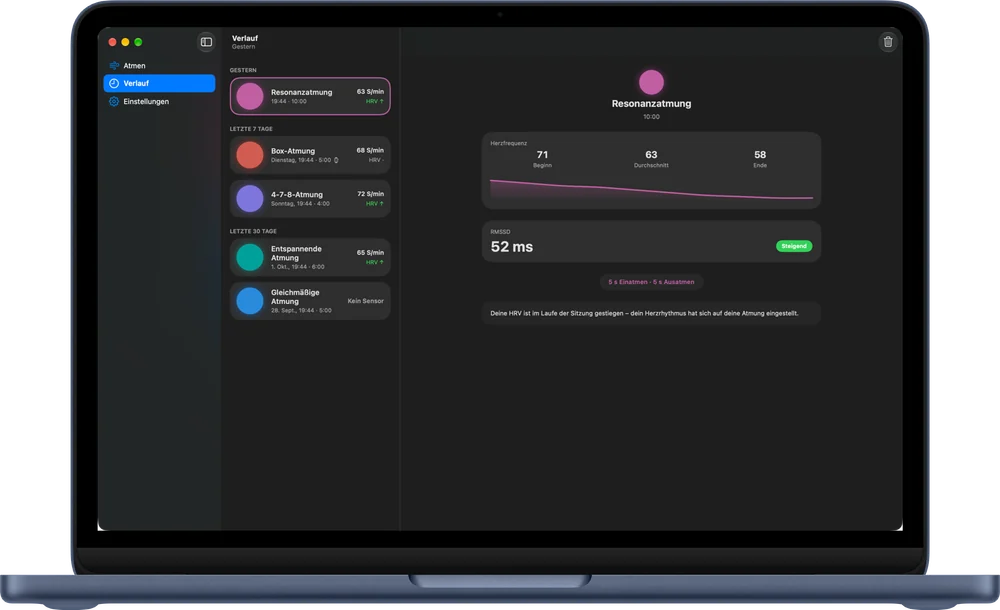 Atmen
Verlauf
Einstellungen
Verlauf
Gestern
GESTERN
Resonanzatmung
19:44 · 10:00
63 S/min
HRV ↑
LETZTE 7 TAGE
Box-Atmung
Dienstag, 19:44 · 5:00
68 S/min
HRV ·
4-7-8-Atmung
Sonntag, 19:44 · 4:00
72 S/min
HRV ↑
LETZTE 30 TAGE
Entspannende
Atmung
1. Okt., 19:44 · 6:00
65 S/min
HRV ↑
Gleichmäßige
Atmung
28. Sept., 19:44 · 5:00
Kein Sensor
Resonanzatmung
10:00
Herzfrequenz
71 63 58
Beginn Durchschnitt Ende
RMSSD
52 ms
Steigend
5 s Einatmen · 5 s Ausatmen
Deine HRV ist im Laufe der Sitzung gestiegen – dein Herzrhythmus hat sich auf deine Atmung eingestellt.